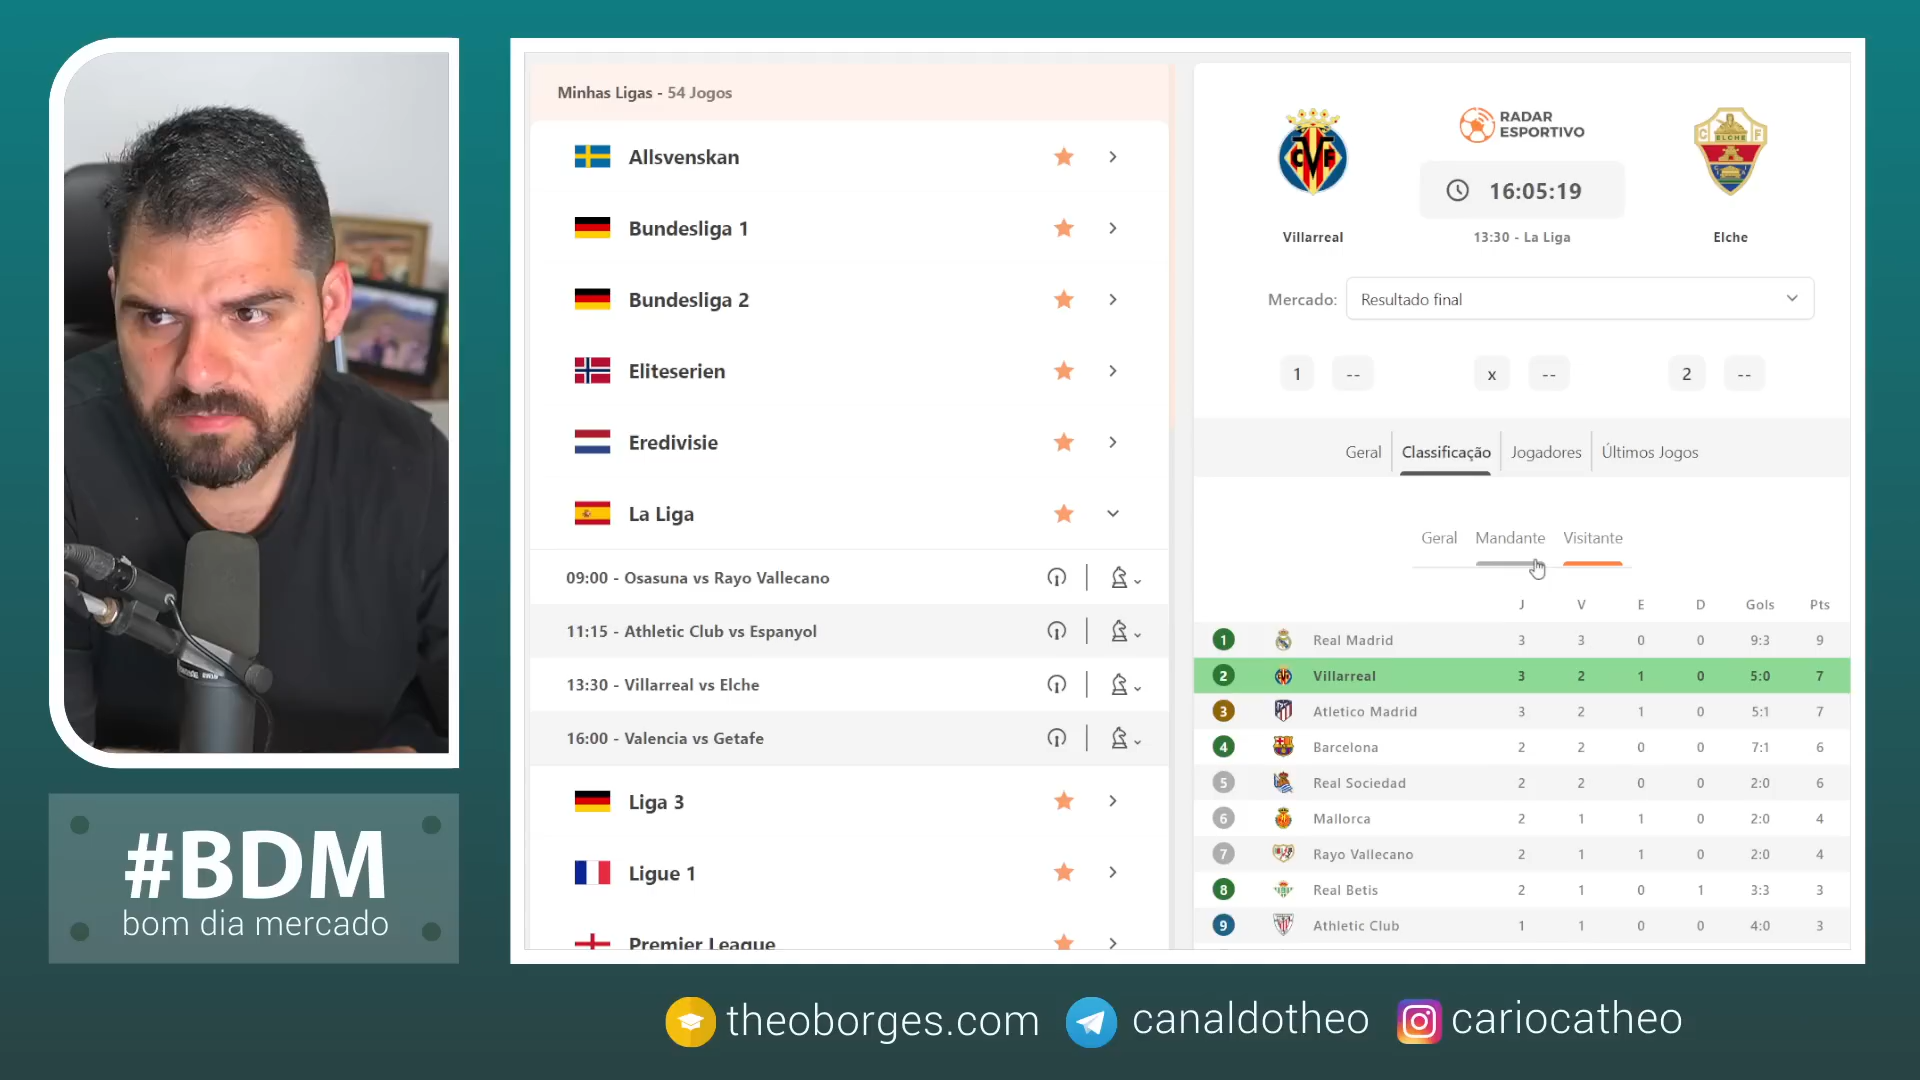 #BDM
bom dia mercado
Minhas Ligas - 54 Jogos
Allsvenskan
Bundesliga 1
Bundesliga 2
Eliteserien
Eredivisie
La Liga
09:00 - Osasuna vs Rayo Vallecano
11:15 - Athletic Club vs Espanyol
13:30 - Villarreal vs Elche
16:00 - Valencia vs Getafe
Liga 3
Ligue 1
Premier League
RADAR
ESPORTIVO
16:05:19
Villarreal
13:30 - La Liga
Elche
Mercado: Resultado final
1 -- x -- 2 --
Geral Classificação Jogadores Últimos Jogos
Geral Mandante Visitante
J V E D Gols Pts
1 Real Madrid 3 3 0 0 9:3 9
2 Villarreal 3 2 1 0 5:0 7
3 Atletico Madrid 3 2 1 0 5:1 7
4 Barcelona 2 2 0 0 7:1 6
5 Real Sociedad 2 2 0 0 2:0 6
6 Mallorca 2 1 1 0 2:0 4
7 Rayo Vallecano 2 1 1 0 2:0 4
8 Real Betis 2 1 0 1 3:3 3
9 Athletic Club 1 1 0 0 4:0 3
theoborges.com canaldotheo cariocatheo